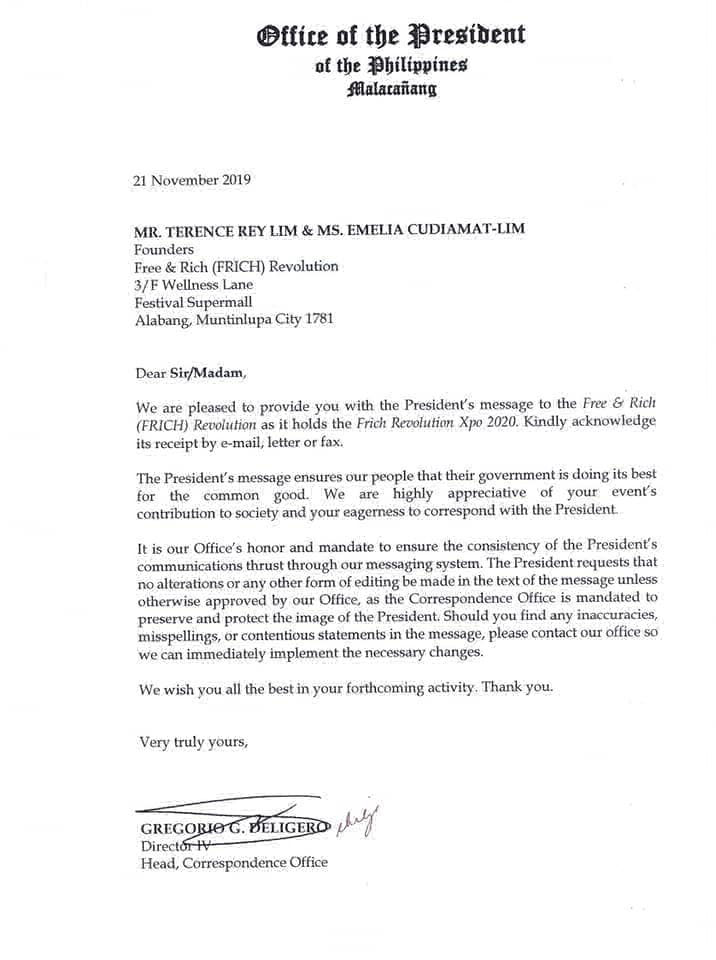 Office of the President
of the Philippines
Malacañang
21 November 2019
MR. TERENCE REY LIM & MS. EMELIA CUDIAMAT-LIM
Founders
Free & Rich (FRICH) Revolution
3/F Wellness Lane
Festival Supermall
Alabang, Muntinlupa City 1781
Dear Sir/Madam,
We are pleased to provide you with the President's message to the Free & Rich
(FRICH) Revolution as it holds the Frich Revolution Xpo 2020. Kindly acknowledge
its receipt by e-mail, letter or fax.
The President's message ensures our people that their government is doing its best
for the common good. We are highly appreciative of your event's
contribution to society and your eagerness to correspond with the President.
It is our Office's honor and mandate to ensure the consistency of the President's
communications thrust through our messaging system. The President requests that
no alterations or any other form of editing be made in the text of the message unless
otherwise approved by our Office, as the Correspondence Office is mandated to
preserve and protect the image of the President. Should you find any inaccuracies,
misspellings, or contentious statements in the message, please contact our office so
we can immediately implement the necessary changes.
We wish you all the best in your forthcoming activity. Thank you.
Very truly yours,
GREGORIO G. BELIGERO
Director IV
Head, Correspondence Office